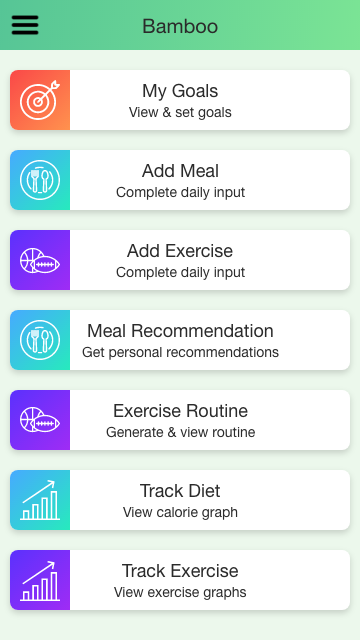 Bamboo
My Goals
View & set goals
Add Meal
Complete daily input
Add Exercise
Complete daily input
Meal Recommendation
Get personal recommendations
Exercise Routine
Generate & view routine
Track Diet
View calorie graph
Track Exercise
View exercise graphs